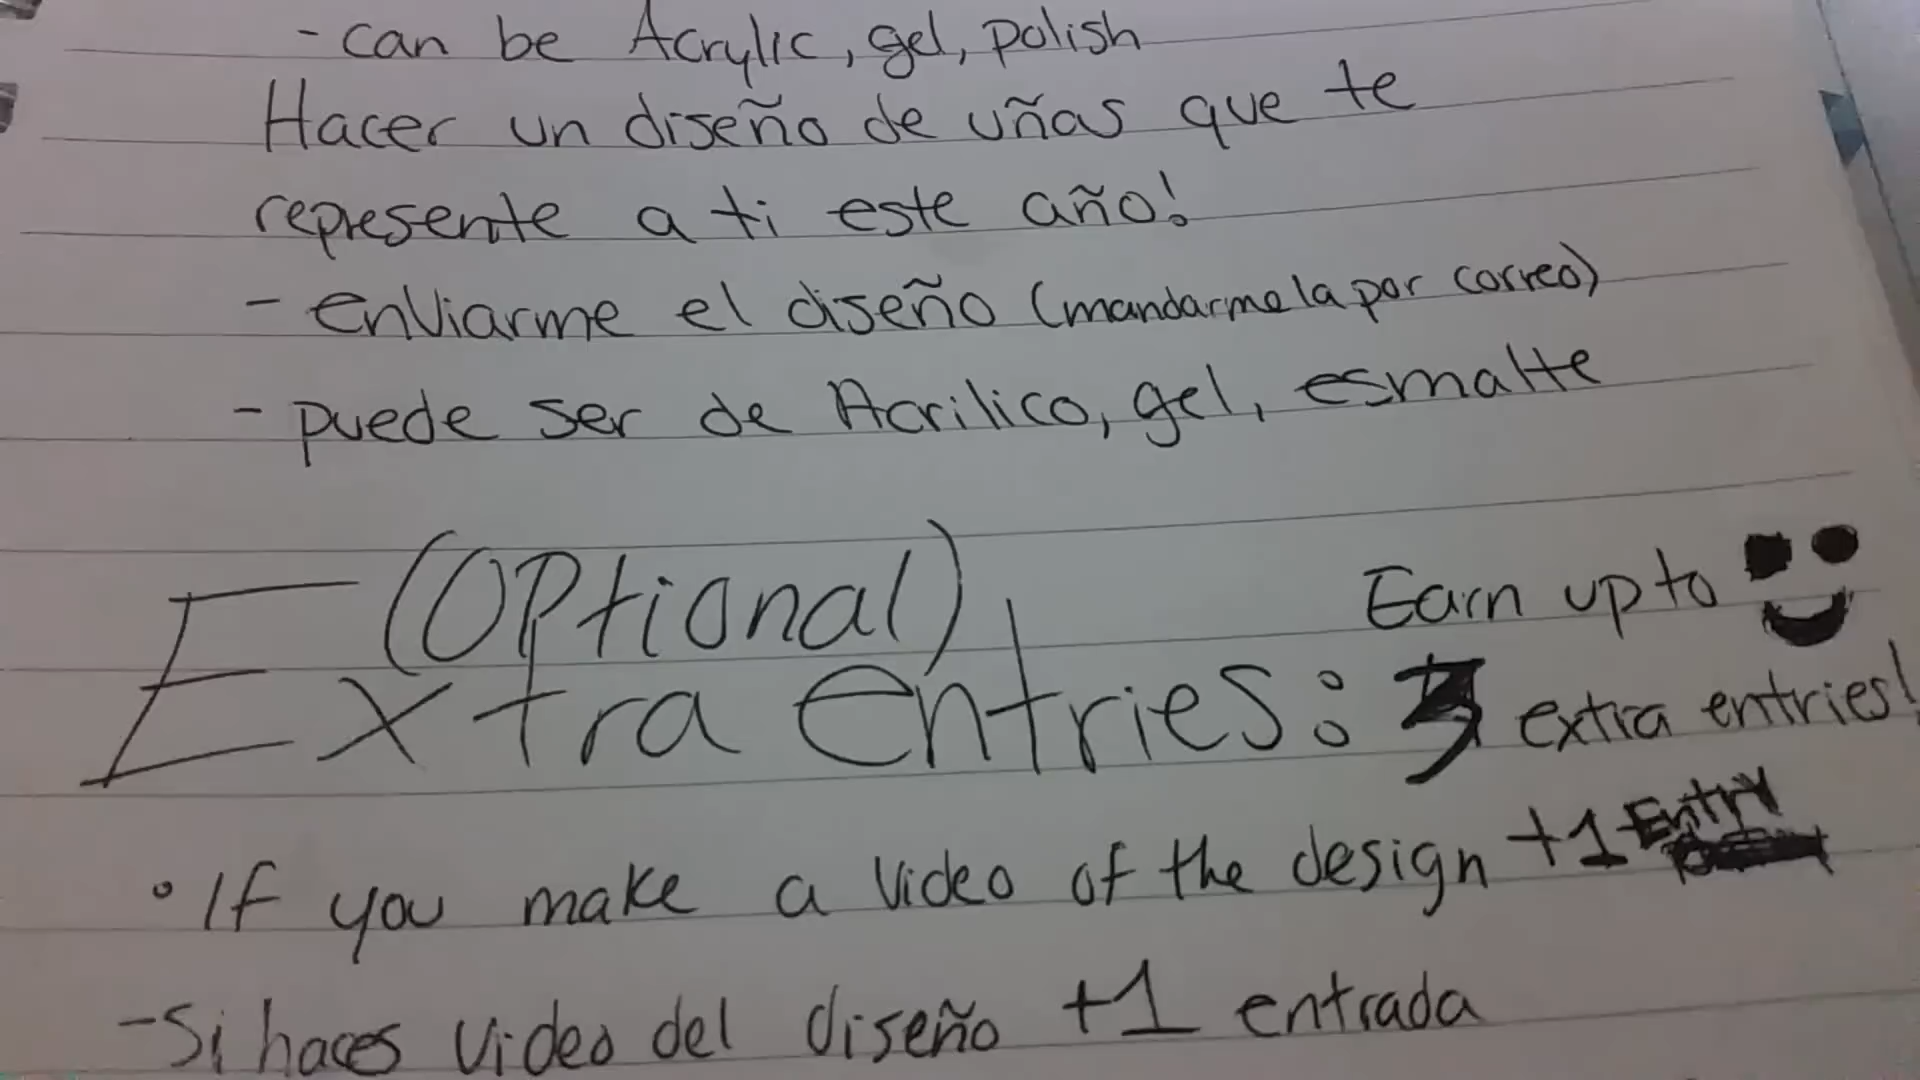 - can be Acrylic, gel, polish
Hacer un diseño de uñas que te
represente a ti este año!
- enviarme el diseño (mandarmela por correo)
- puede ser de Acrilico, gel, esmalte
(Optional)
Extra entries: Earn up to
3 extra entries!
• If you make a video of the design +1 Entry
- Si haces video del diseño +1 entrada